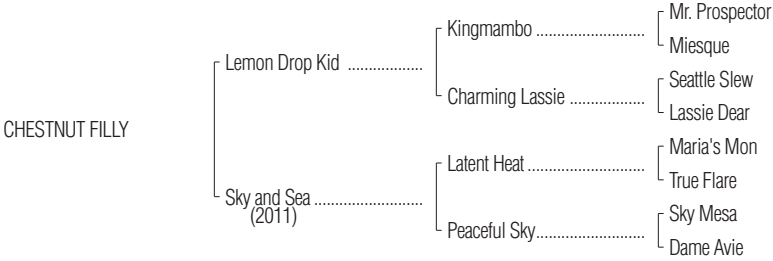 Mr. Prospector
Kingmambo ..........................
Miesque
Lemon Drop Kid ..................
Seattle Slew
Charming Lassie ..................
Lassie Dear
CHESTNUT FILLY
Maria's Mon
Latent Heat ............................
True Flare
Sky and Sea ..........................
(2011)
Sky Mesa
Peaceful Sky..........................
Dame Avie